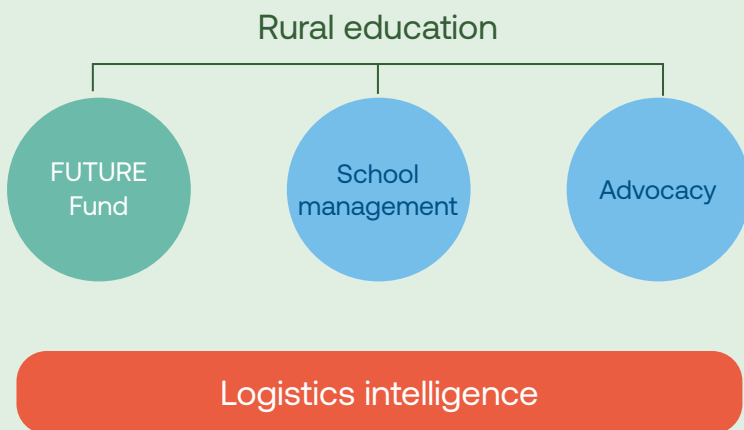 Rural education
FUTURE
Fund
School
management
Advocacy
Logistics intelligence